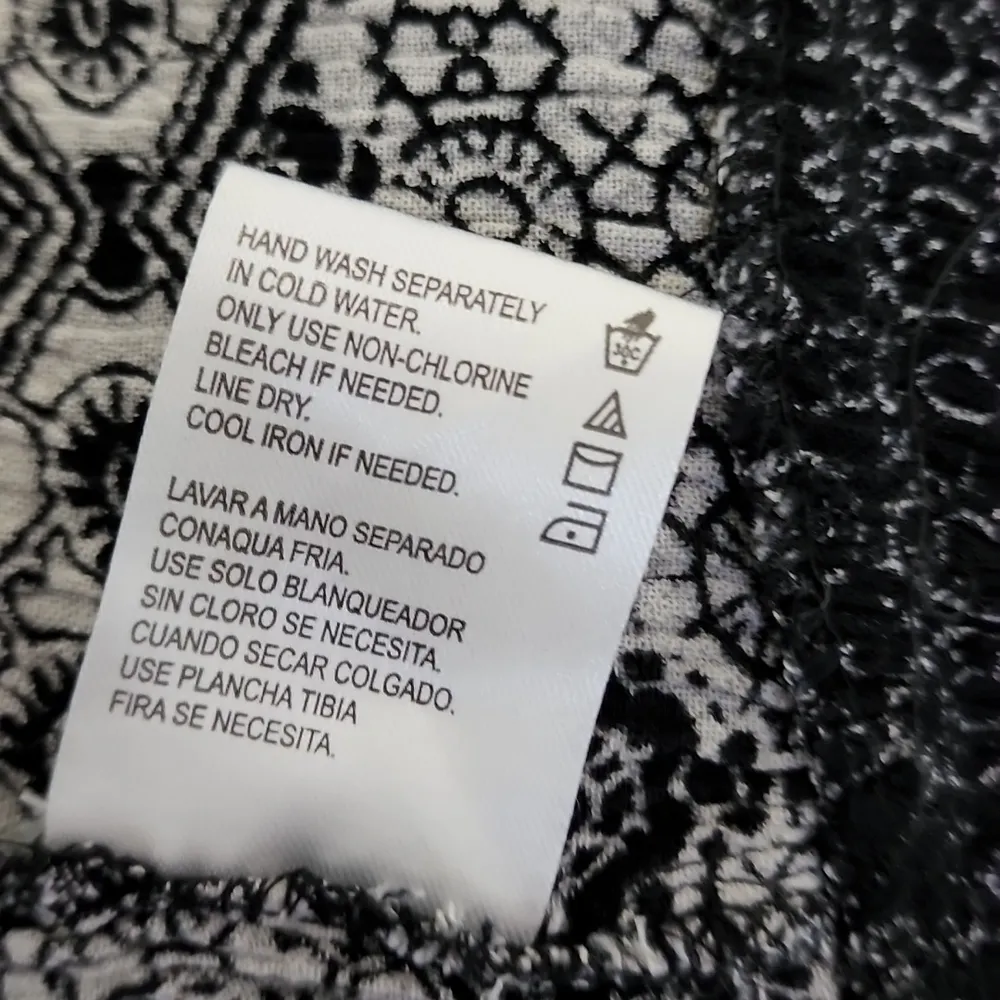 HAND WASH SEPARATELY
IN COLD WATER.
ONLY USE NON-CHLORINE
BLEACH IF NEEDED.
LINE DRY.
COOL IRON IF NEEDED.
LAVAR A MANO SEPARADO
CONAQUA FRIA.
USE SOLO BLANQUEADOR
SIN CLORO SE NECESITA.
CUANDO SECAR COLGADO.
USE PLANCHA TIBIA
FIRA SE NECESITA.